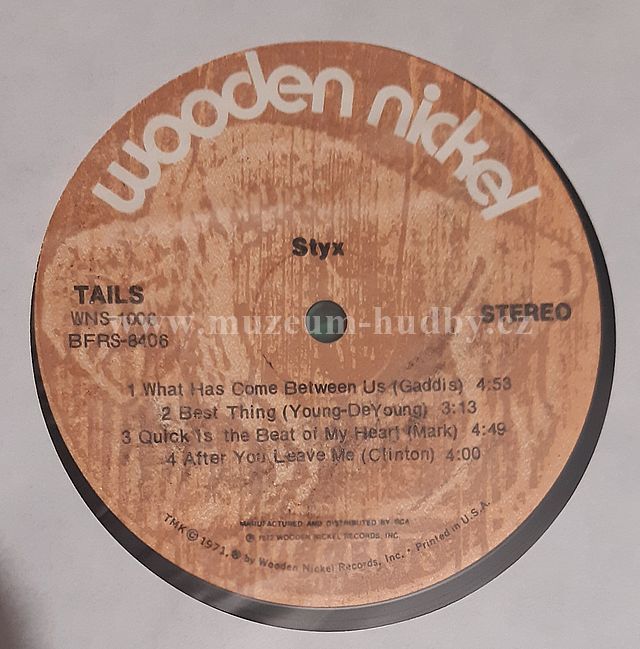 wooden nickel
Styx
TAILS
WNS-1008
BFRS-8406
STEREO
www.muzeum-hudby.cz
1 What Has Come Between Us (Gaddis) 4:53
2 Best Thing (Young-DeYoung) 3:13
3 Quick Is the Beat of My Heart (Mark) 4:49
4 After You Leave Me (Clinton) 4:00
MANUFACTURED AND DISTRIBUTED BY RCA
℗ 1972 WOODEN NICKEL RECORDS, INC.
TMK © 1971, ® by Wooden Nickel Records, Inc. • Printed in U.S.A.